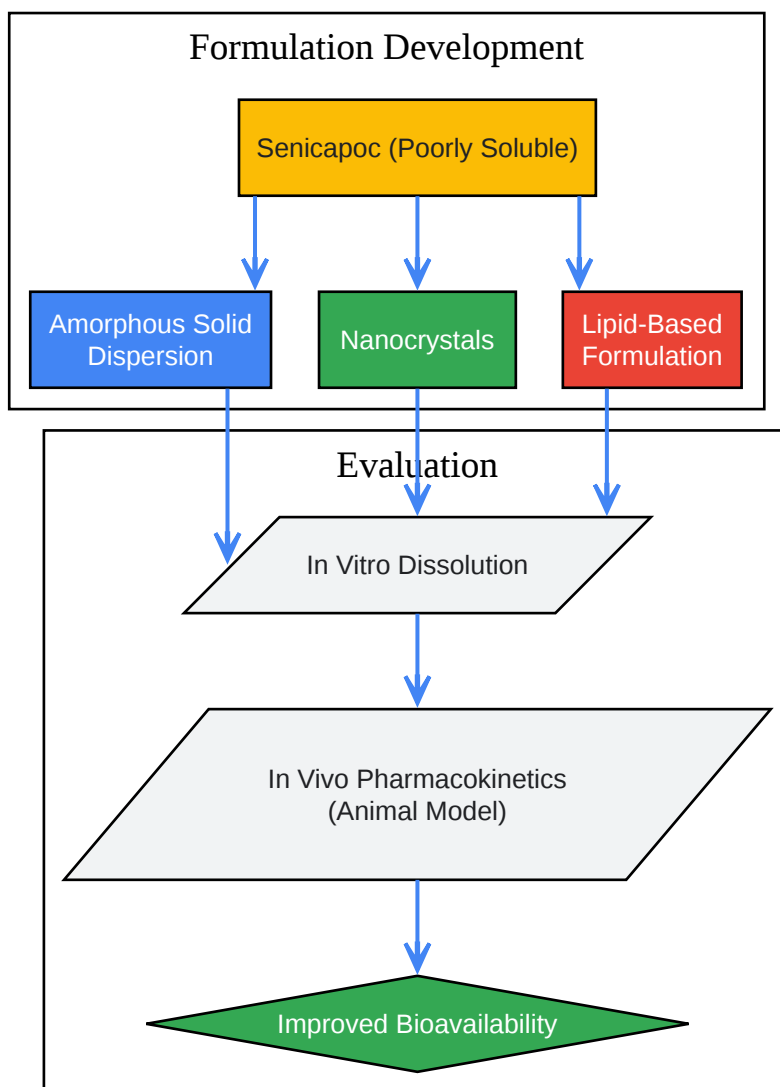 Formulation Development
Senicapoc (Poorly Soluble)
Amorphous Solid
Dispersion
Nanocrystals
Lipid-Based
Formulation
Evaluation
In Vitro Dissolution
In Vivo Pharmacokinetics
(Animal Model)
Improved Bioavailability